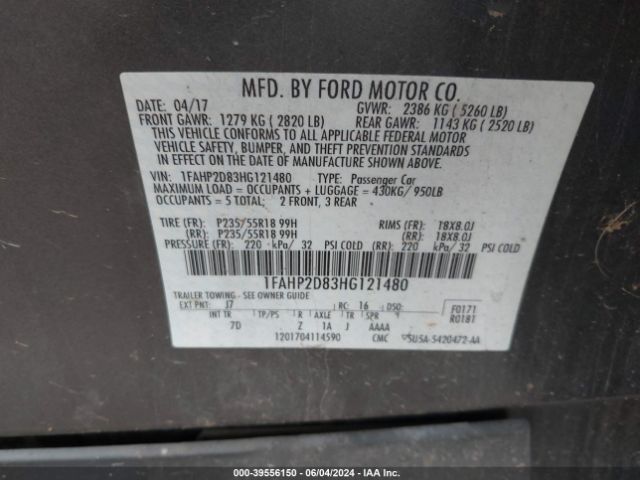 MFD. BY FORD MOTOR CO.
DATE: 04/17 GVWR: 2386 KG ( 5260 LB)
FRONT GAWR: 1279 KG ( 2820 LB) REAR GAWR: 1143 KG ( 2520 LB)
THIS VEHICLE CONFORMS TO ALL APPLICABLE FEDERAL MOTOR
VEHICLE SAFETY, BUMPER, AND THEFT PREVENTION STANDARDS
IN EFFECT ON THE DATE OF MANUFACTURE SHOWN ABOVE.
VIN: 1FAHP2D83HG121480 TYPE: Passenger Car
MAXIMUM LOAD = OCCUPANTS + LUGGAGE = 430KG/ 950LB
OCCUPANTS = 5 TOTAL: 2 FRONT, 3 REAR
TIRE (FR): P235/55R18 99H RIMS (FR): 18X8.0J
(RR): P235/55R18 99H (RR): 18X8.0J
PRESSURE (FR): 220 kPa/ 32 PSI COLD (RR): 220 kPa/ 32 PSI COLD
1FAHP2D83HG121480
TRAILER TOWING - SEE OWNER GUIDE
EXT PNT: J7 RC: 16 DSO: F0171
R0181
INT TR TP/PS R AXLE TR SPR
7D Z 1A J AAAA
1201704114590 CMC 5U5A-5420472-AA
000-39556150 - 06/04/2024 - IAA Inc.